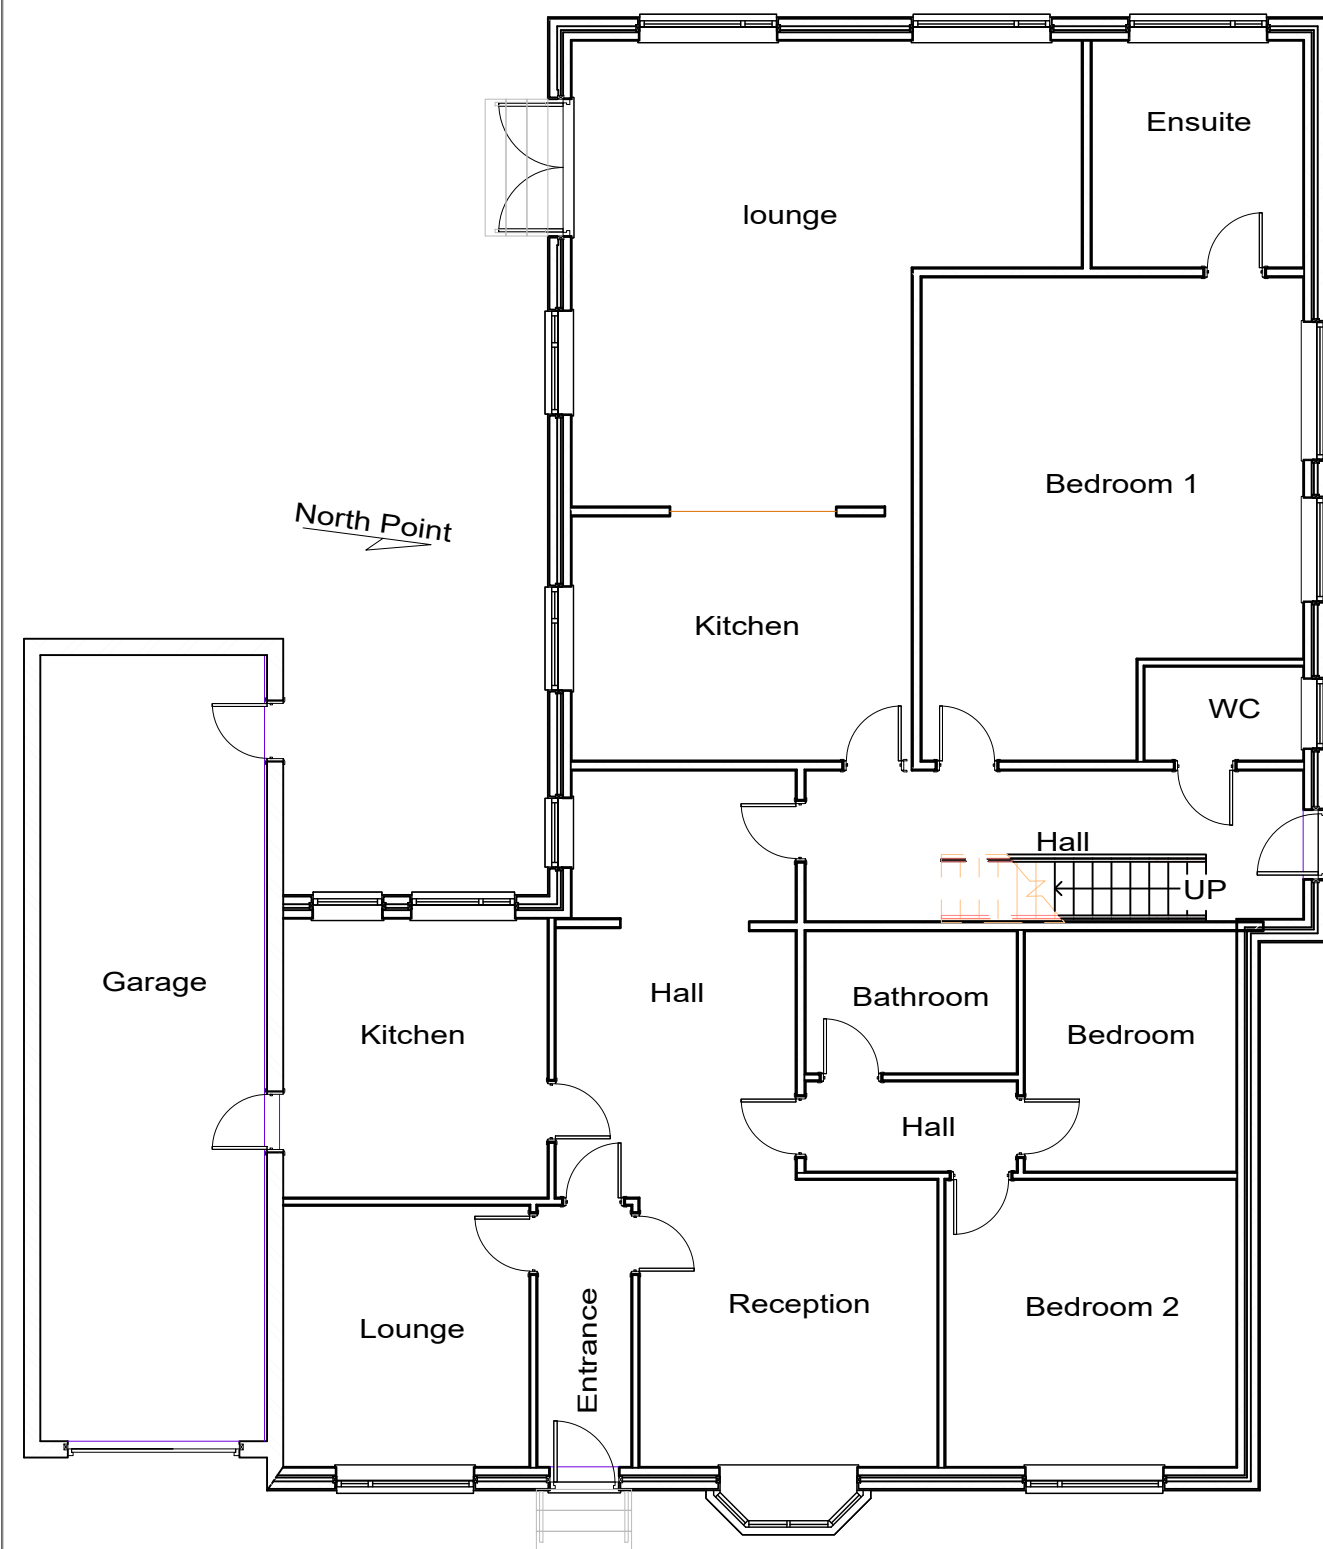 Ensuite
lounge
Bedroom 1
North Point
Kitchen
WC
Hall
UP
Garage
Hall
Bathroom
Kitchen
Bedroom
Hall
Lounge
Entrance
Reception
Bedroom 2